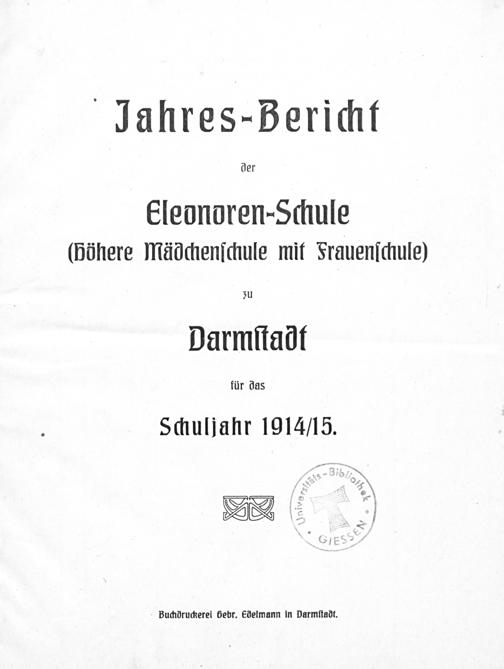 Jahres-Bericht
der
Eleonoren-Schule
(Höhere Mädchenſchule mit Frauenſchule)
zu
Darmſtadt
für das
Schuljahr 1914/15.
Universitäts-Bibliothek
GIESSEN
Buchdruckerei Gebr. Edelmann in Darmſtadt.